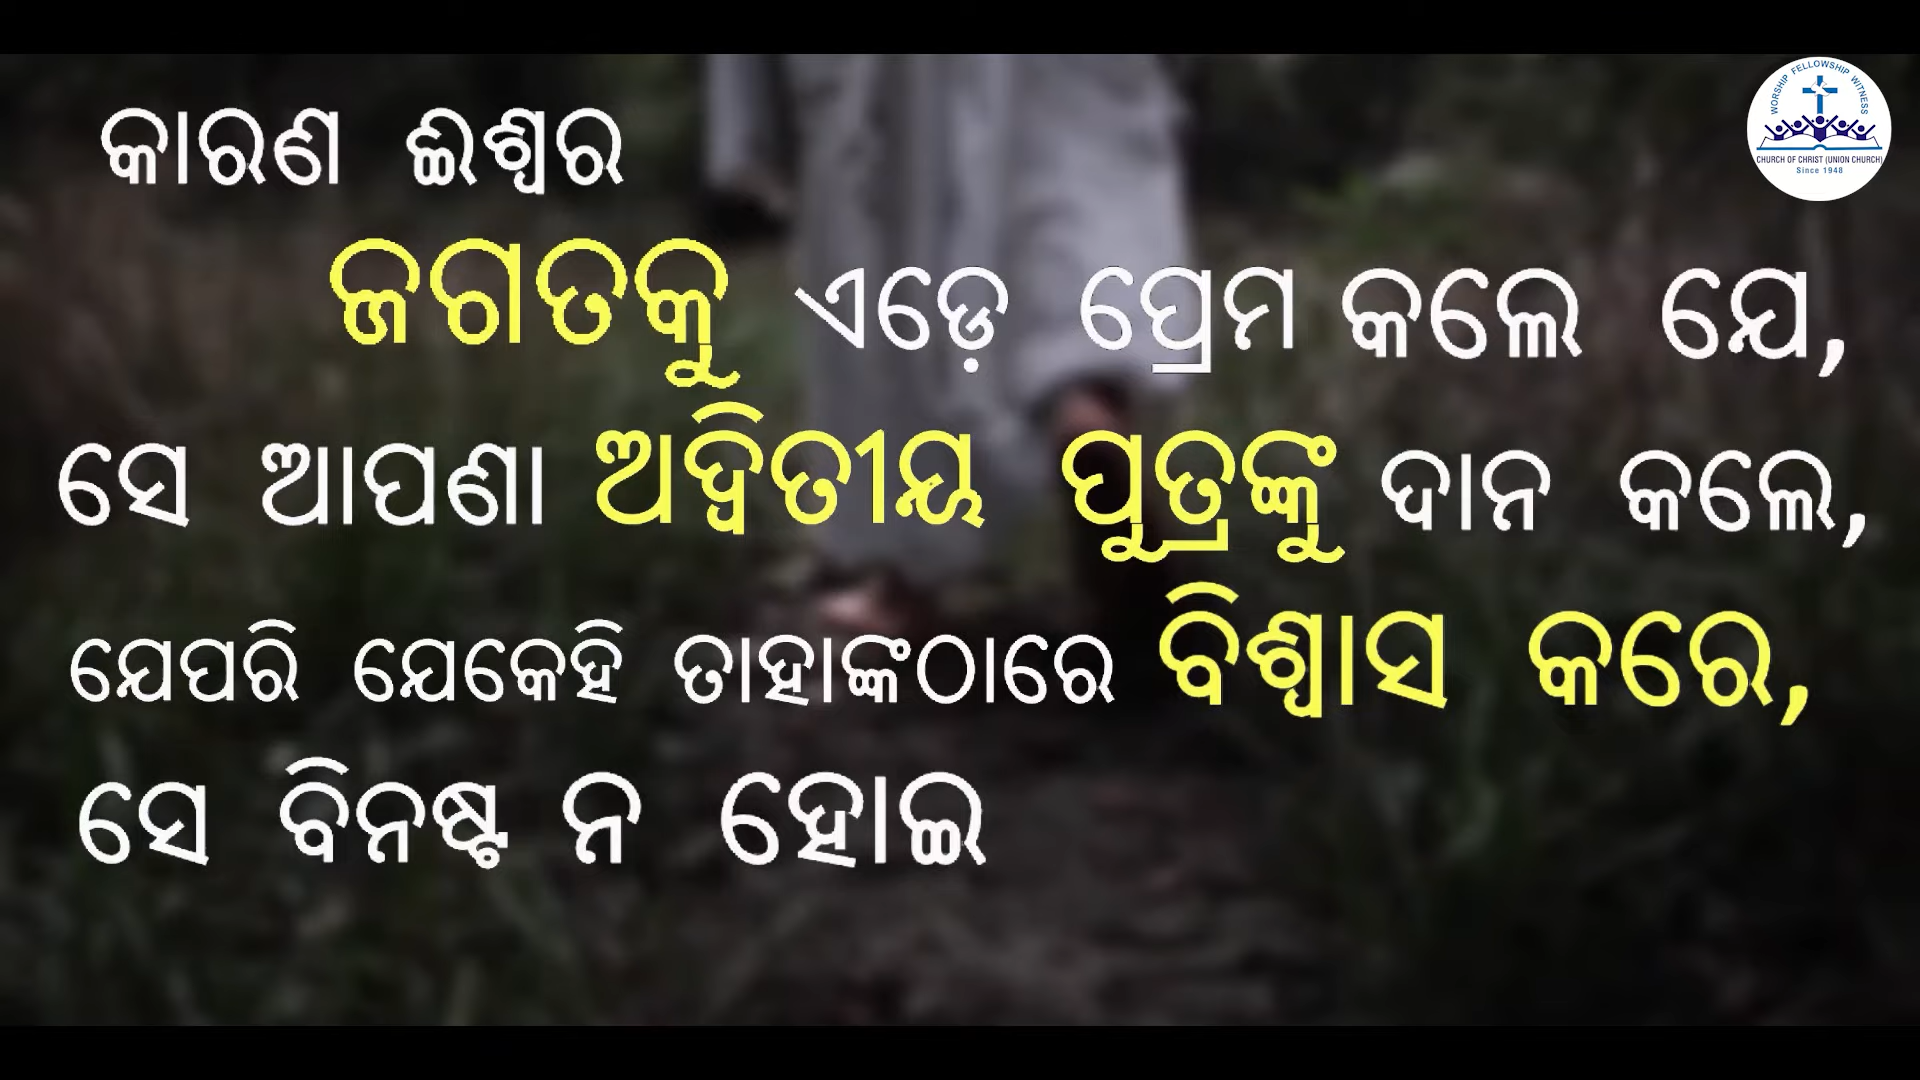 କାରଣ ଈଶ୍ୱର
ଜଗତକୁ ଏଡ଼େ ପ୍ରେମ କଲେ ଯେ,
ସେ ଆପଣା ଅଦ୍ୱିତୀୟ ପୁତ୍ରଙ୍କୁ ଦାନ କଲେ,
ଯେପରି ଯେକେହି ତାହାଙ୍କଠାରେ ବିଶ୍ୱାସ କରେ,
ସେ ବିନଷ୍ଟ ନ ହୋଇ
WORSHIP FELLOWSHIP WITNESS
CHURCH OF CHRIST (UNION CHURCH)
Since 1948